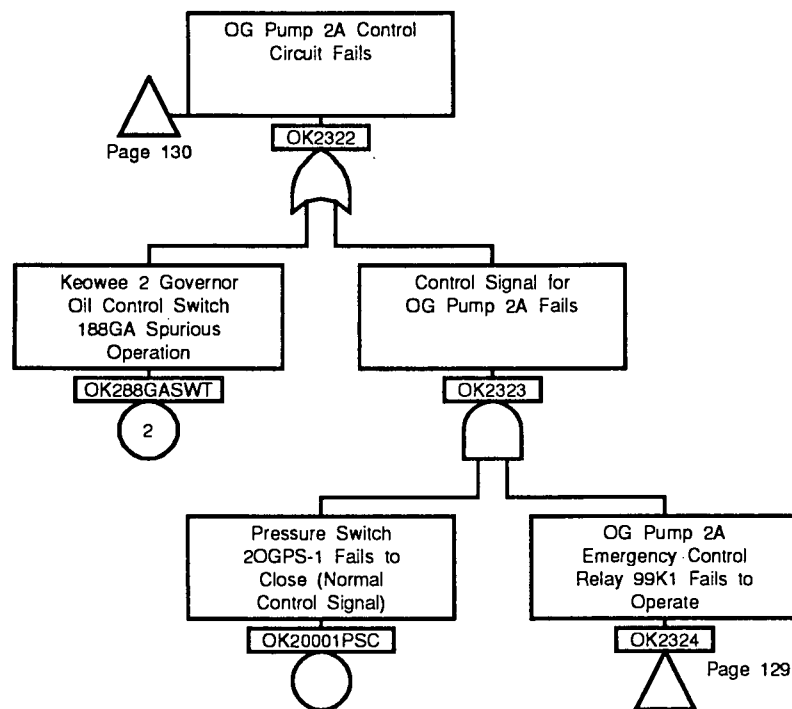 OG Pump 2A Control
Circuit Fails
Page 130
OK2322
Keowee 2 Governor
Oil Control Switch
188GA Spurious
Operation
OK288GASWT
2
Control Signal for
OG Pump 2A Fails
OK2323
Pressure Switch
2OGPS-1 Fails to
Close (Normal
Control Signal)
OK20001PSC
OG Pump 2A
Emergency Control
Relay 99K1 Fails to
Operate
OK2324
Page 129